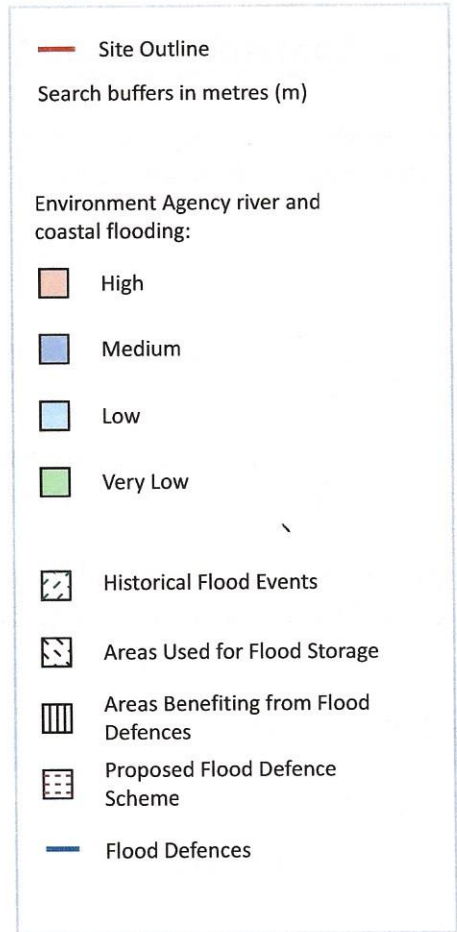 Site Outline
Search buffers in metres (m)
Environment Agency river and
coastal flooding:
High
Medium
Low
Very Low
Historical Flood Events
Areas Used for Flood Storage
Areas Benefiting from Flood
Defences
Proposed Flood Defence
Scheme
Flood Defences